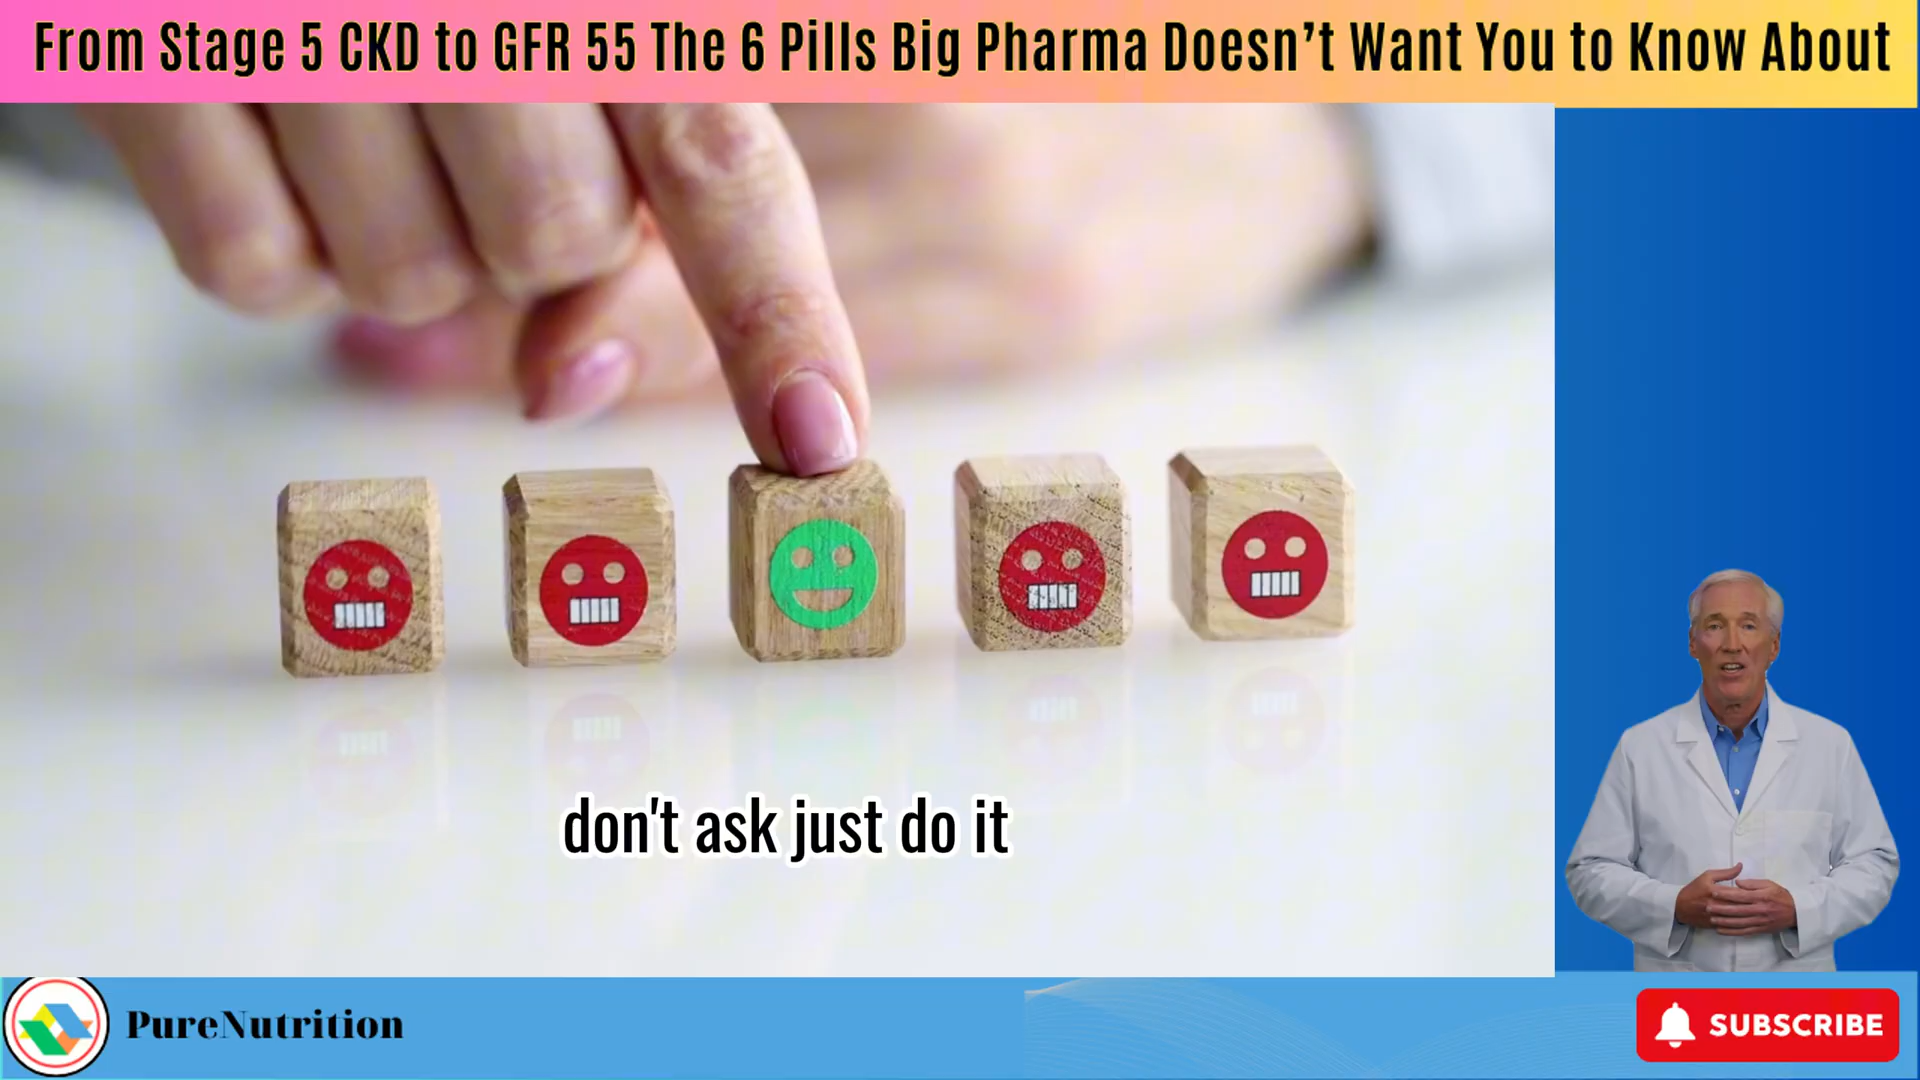 From Stage 5 CKD to GFR 55 The 6 Pills Big Pharma Doesn’t Want You to Know About
don't ask just do it
PureNutrition
SUBSCRIBE